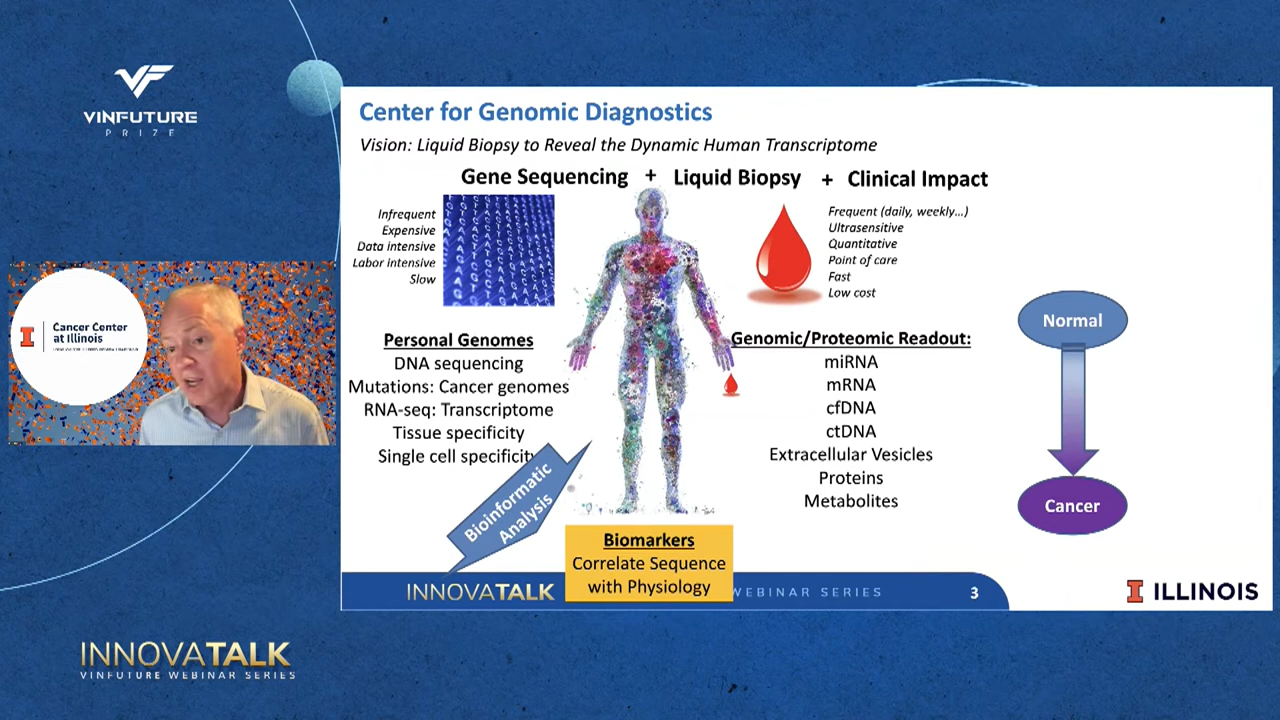 VF
VINFUTURE
PRIZE
Cancer Center
at Illinois
INNOVATALK
VINFUTURE WEBINAR SERIES
Center for Genomic Diagnostics
Vision: Liquid Biopsy to Reveal the Dynamic Human Transcriptome
Gene Sequencing + Liquid Biopsy + Clinical Impact
Infrequent
Expensive
Data intensive
Labor intensive
Slow
Frequent (daily, weekly…)
Ultrasensitive
Quantitative
Point of care
Fast
Low cost
Personal Genomes
DNA sequencing
Mutations: Cancer genomes
RNA-seq: Transcriptome
Tissue specificity
Single cell specificity
Bioinformatic
Analysis
Genomic/Proteomic Readout:
miRNA
mRNA
cfDNA
ctDNA
Extracellular Vesicles
Proteins
Metabolites
Normal
Cancer
Biomarkers
Correlate Sequence
with Physiology
INNOVATALK
WEBINAR SERIES
3
I ILLINOIS